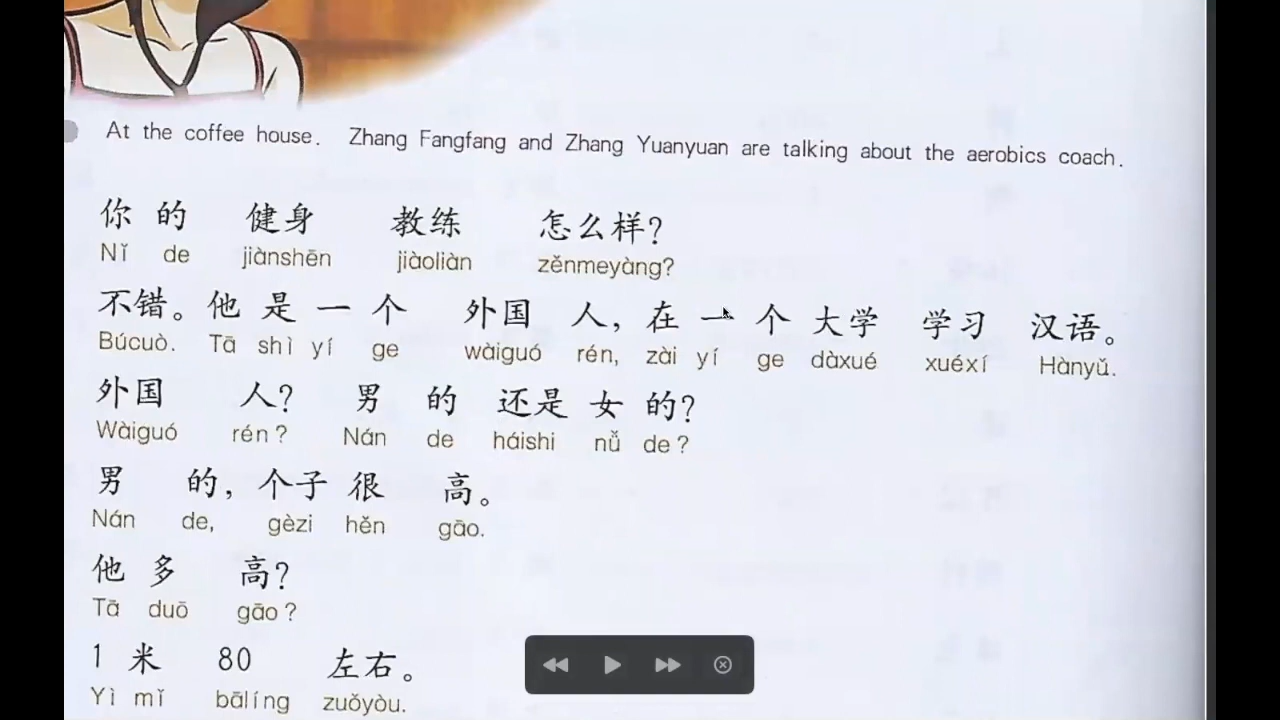 At the coffee house. Zhang Fangfang and Zhang Yuanyuan are talking about the aerobics coach.
你 的 健身 教练 怎么样?
Nǐ de jiànshēn jiàoliàn zěnmeyàng?
不错。他 是 一 个 外国 人, 在 一 个 大学 学习 汉语。
Búcuò. Tā shì yí ge wàiguó rén, zài yí ge dàxué xuéxí Hànyǔ.
外国 人? 男 的 还是 女 的?
Wàiguó rén? Nán de háishi nǚ de?
男 的, 个子 很 高。
Nán de, gèzi hěn gāo.
他 多 高?
Tā duō gāo?
1 米 80 左右。
Yì mǐ bālíng zuǒyòu.